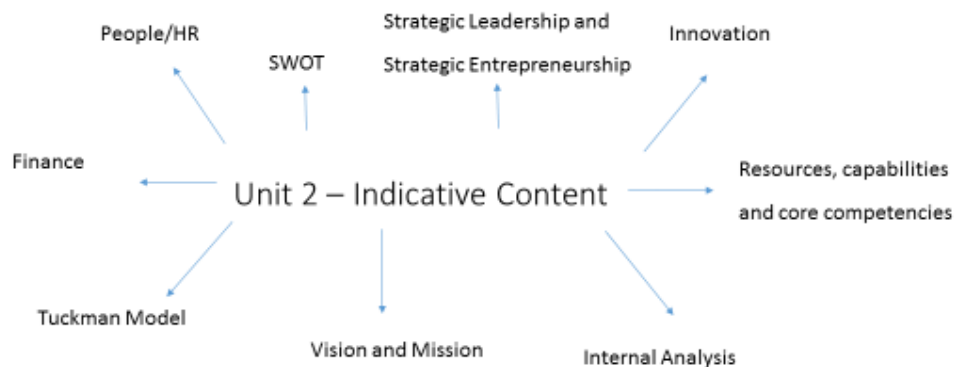 Strategic Leadership and
Strategic Entrepreneurship
People/HR
SWOT
Innovation
Finance
Unit 2 – Indicative Content
Resources, capabilities
and core competencies
Tuckman Model
Vision and Mission
Internal Analysis